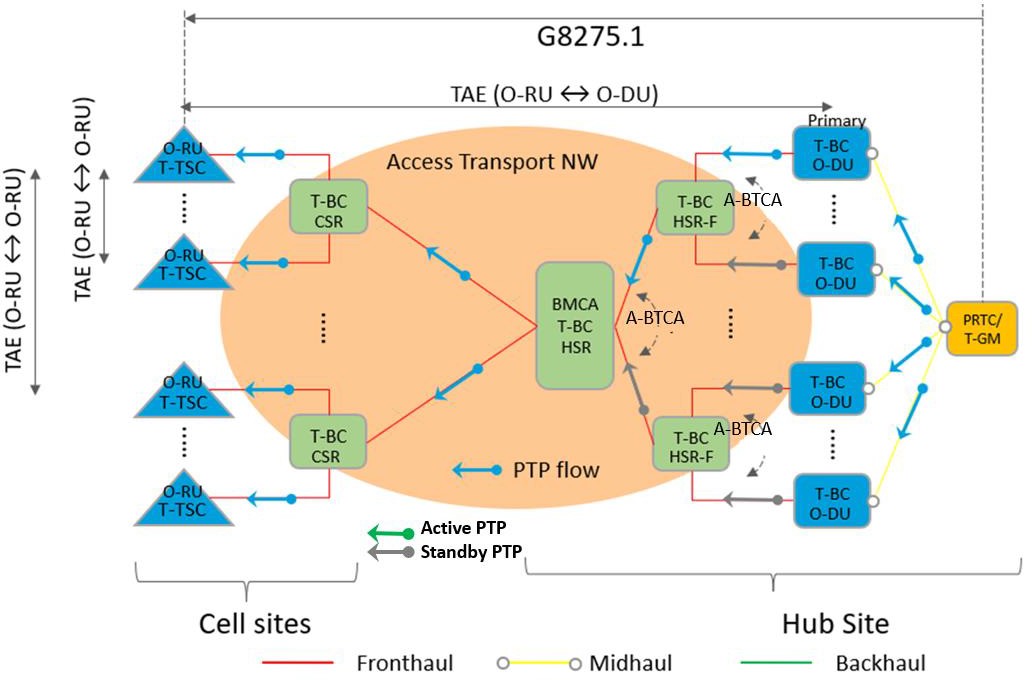 G8275.1
TAE (O-RU ↔ O-DU)
Primary
O-RU
T-TSC
T-BC
O-DU
Access Transport NW
TAE (O-RU ↔ O-RU)
TAE (O-RU ↔ O-RU)
T-BC
CSR
T-BC
HSR-F
A-BTCA
O-RU
T-TSC
T-BC
O-DU
BMCA
T-BC
HSR
A-BTCA
PRTC/
T-GM
O-RU
T-TSC
T-BC
O-DU
T-BC
CSR
T-BC
HSR-F
A-BTCA
PTP flow
O-RU
T-TSC
T-BC
O-DU
Active PTP
Standby PTP
Cell sites
Hub Site
Fronthaul
Midhaul
Backhaul